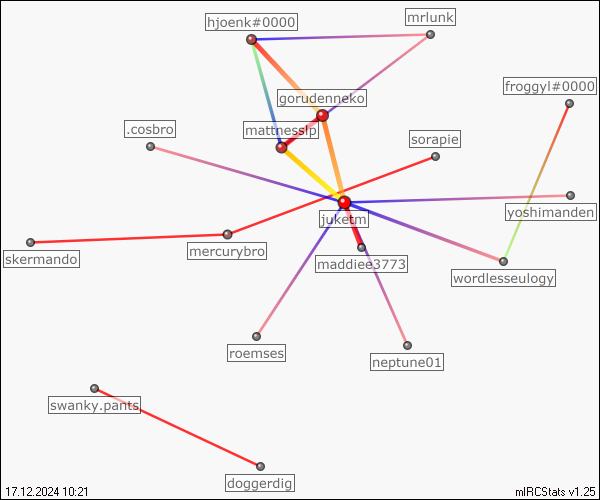 hjoenk#0000
mrlunk
froggyl#0000
gorudenneko
.cosbro
mattnesslp
sorapie
juketm
yoshimanden
skermando
mercurybro
maddiee3773
wordlesseulogy
roemses
neptune01
swanky.pants
doggerdig
17.12.2024 10:21
mIRCStats v1.25